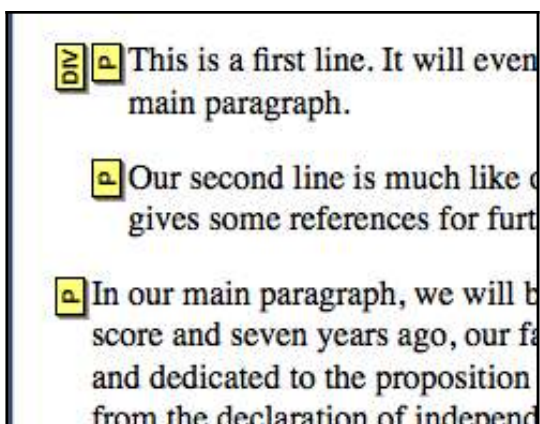 DIV P This is a first line. It will even
main paragraph.
P Our second line is much like
gives some references for furt
P In our main paragraph, we will b
score and seven years ago, our fa
and dedicated to the proposition
from the declaration of independ